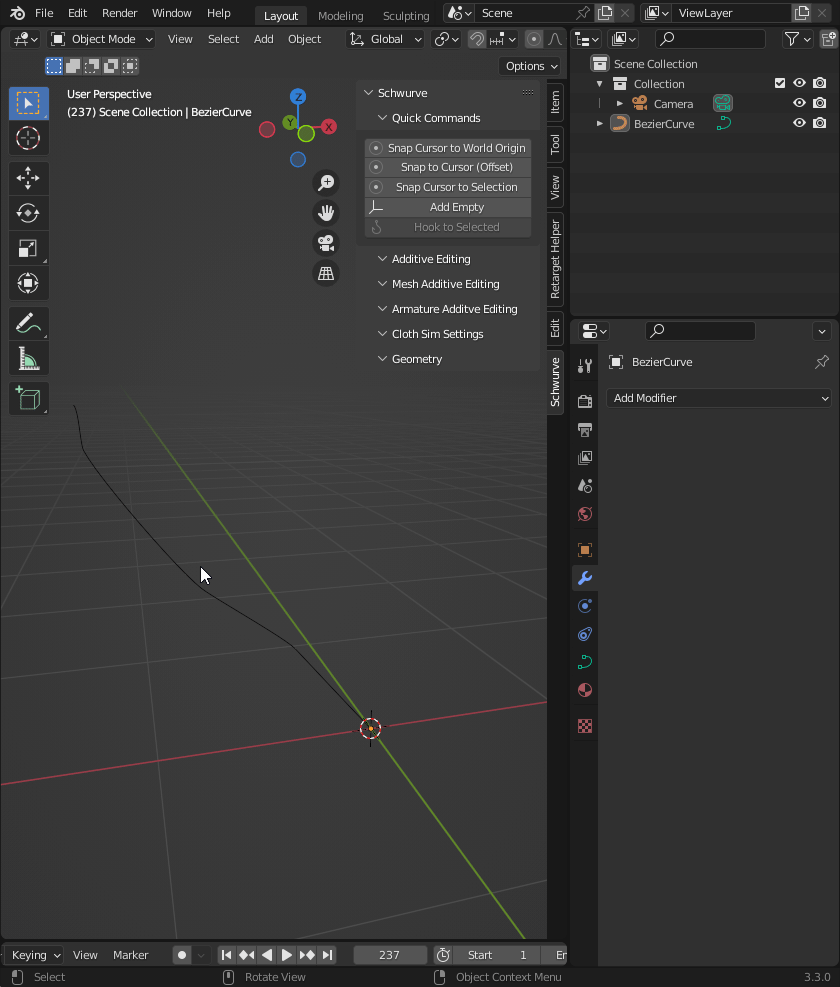 File Edit Render Window Help Layout Modeling Sculpting Scene ViewLayer
Object Mode View Select Add Object Global
Options
User Perspective
(237) Scene Collection | BezierCurve
Z
Y
X
Schwurve
Quick Commands
Snap Cursor to World Origin
Snap to Cursor (Offset)
Snap Cursor to Selection
Add Empty
Hook to Selected
Additive Editing
Mesh Additive Editing
Armature Additve Editing
Cloth Sim Settings
Geometry
Item
Tool
View
Retarget Helper
Edit
Schwurve
Scene Collection
Collection
Camera
BezierCurve
BezierCurve
Add Modifier
Keying View Marker 237 Start 1 Er
Select Rotate View Object Context Menu 3.3.0